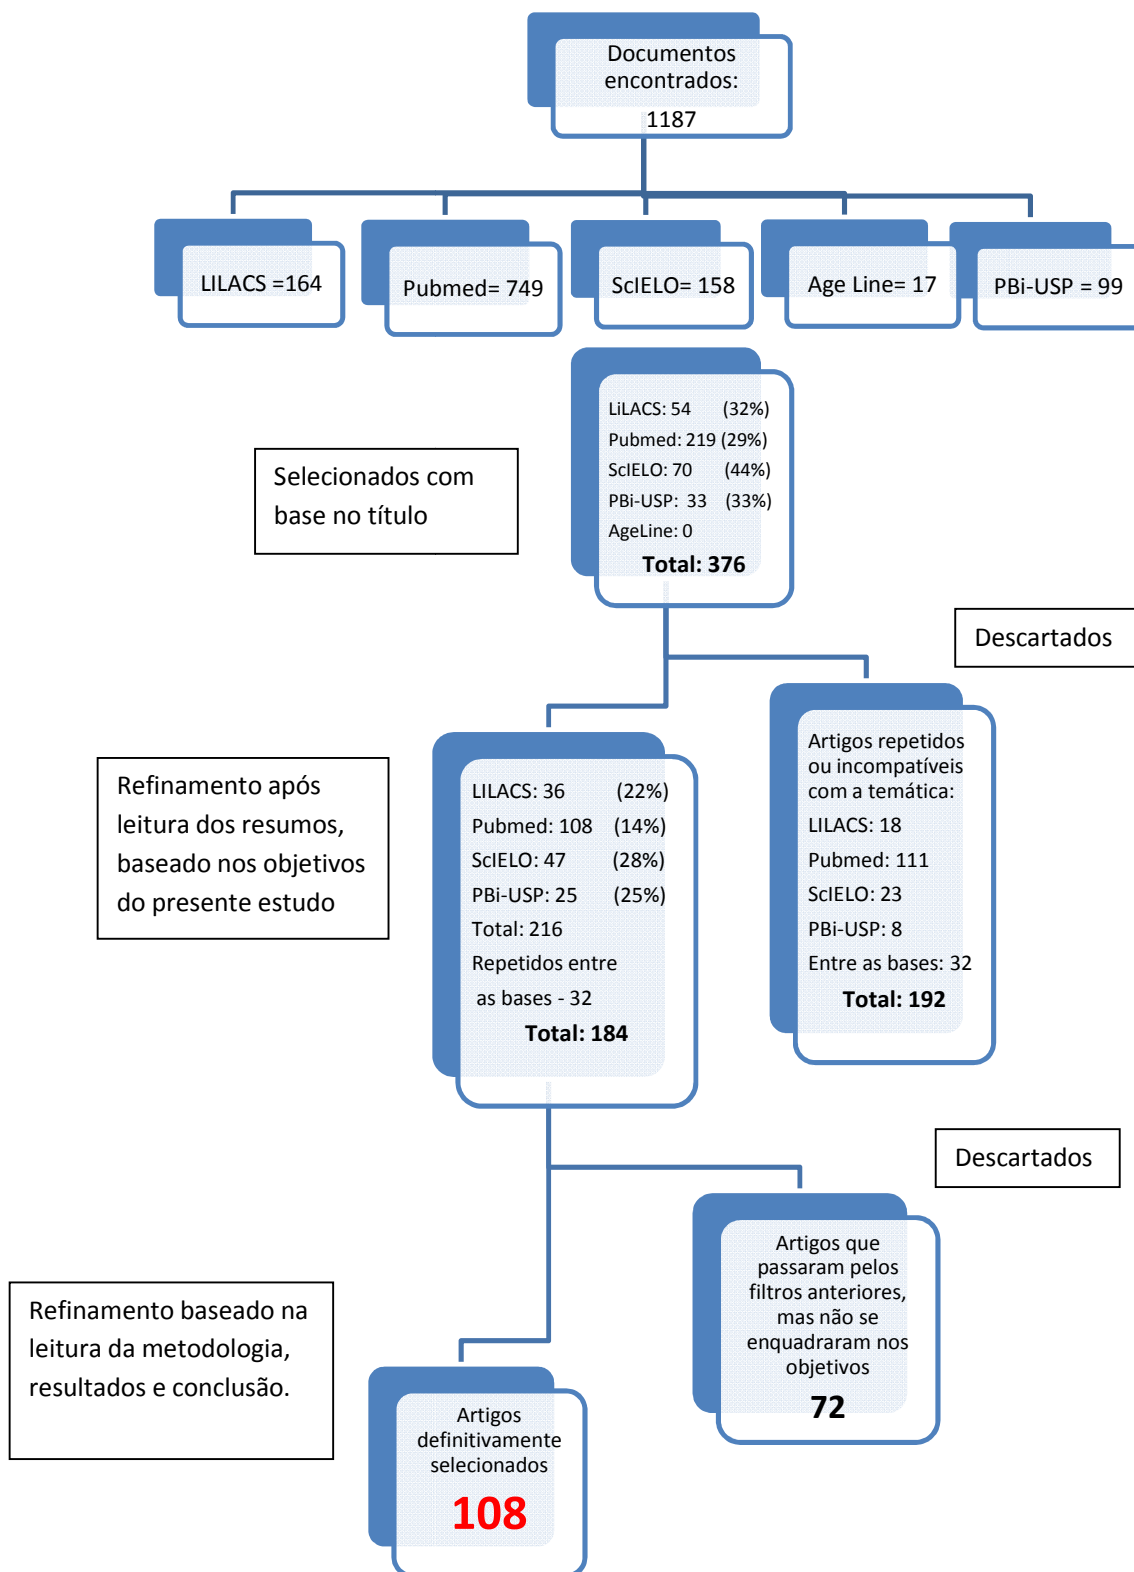 Documentos
encontrados:
1187
LILACS =164
Pubmed= 749
ScIELO= 158
Age Line= 17
PBi-USP = 99
Selecionados com
base no título
LiLACS: 54 (32%)
Pubmed: 219 (29%)
ScIELO: 70 (44%)
PBi-USP: 33 (33%)
AgeLine: 0
Total: 376
Descartados
Refinamento após
leitura dos resumos,
baseado nos objetivos
do presente estudo
LILACS: 36 (22%)
Pubmed: 108 (14%)
ScIELO: 47 (28%)
PBi-USP: 25 (25%)
Total: 216
Repetidos entre
as bases - 32
Total: 184
Artigos repetidos
ou incompatíveis
com a temática:
LILACS: 18
Pubmed: 111
ScIELO: 23
PBi-USP: 8
Entre as bases: 32
Total: 192
Descartados
Refinamento baseado na
leitura da metodologia,
resultados e conclusão.
Artigos que
passaram pelos
filtros anteriores,
mas não se
enquadraram nos
objetivos
72
Artigos
definitivamente
selecionados
108